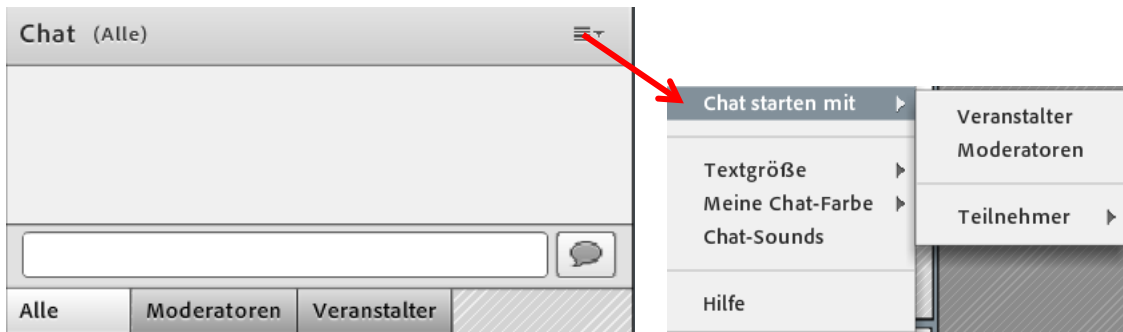 Chat (Alle)
Alle
Moderatoren
Veranstalter
Chat starten mit
Textgröße
Meine Chat-Farbe
Chat-Sounds
Hilfe
Veranstalter
Moderatoren
Teilnehmer